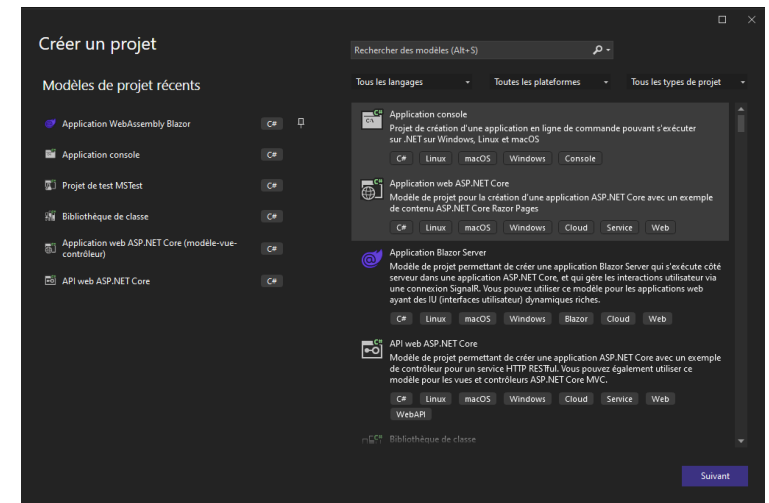 Créer un projet
Rechercher des modèles (Alt+S)
Modèles de projet récents
Tous les langages
Toutes les plateformes
Tous les types de projet
Application WebAssembly Blazor
C#
Application console
C#
Projet de test MSTest
C#
Bibliothèque de classe
C#
Application web ASP.NET Core (modèle-vue-
contrôleur)
C#
API web ASP.NET Core
C#
C#
C:\
Application console
Projet de création d'une application en ligne de commande pouvant s'exécuter
sur .NET sur Windows, Linux et macOS
C# Linux macOS Windows Console
C#
Application web ASP.NET Core
Modèle de projet pour la création d'une application ASP.NET Core avec un exemple
de contenu ASP.NET Core Razor Pages
C# Linux macOS Windows Cloud Service Web
Application Blazor Server
Modèle de projet permettant de créer une application Blazor Server qui s'exécute côté
serveur dans une application ASP.NET Core, et qui gère les interactions utilisateur via
une connexion SignalR. Vous pouvez utiliser ce modèle pour les applications web
ayant des IU (interfaces utilisateur) dynamiques riches.
C# Linux macOS Windows Blazor Cloud Web
C#
API web ASP.NET Core
Modèle de projet permettant de créer une application ASP.NET Core avec un exemple
de contrôleur pour un service HTTP RESTful. Vous pouvez également utiliser ce
modèle pour les vues et contrôleurs ASP.NET Core MVC.
C# Linux macOS Windows Cloud Service Web
WebAPI
C#
Bibliothèque de classe
Suivant